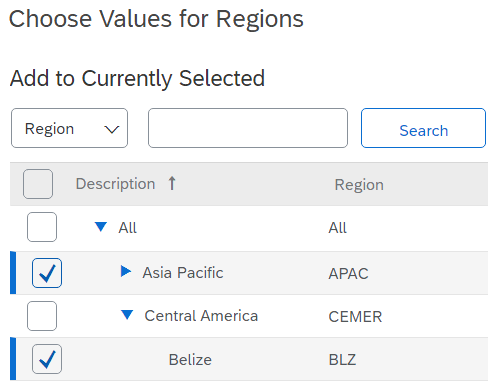 Choose Values for Regions
Add to Currently Selected
Region Search
Description ↑ Region
All All
Asia Pacific APAC
Central America CEMER
Belize BLZ